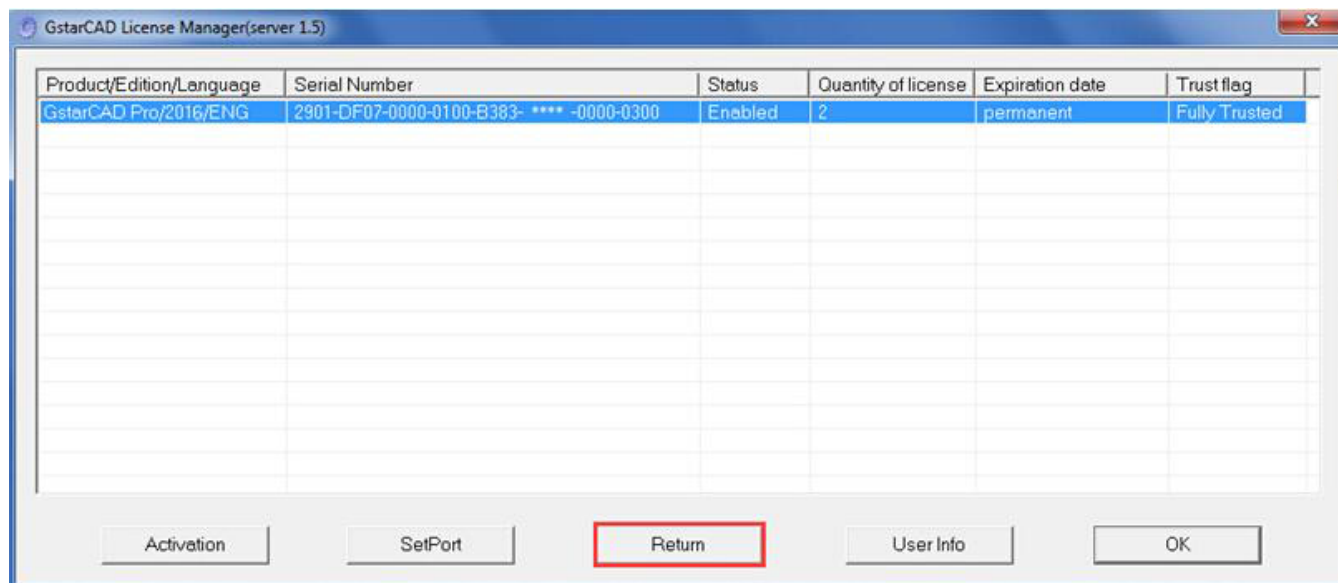 GstarCAD License Manager(server 1.5)
Product/Edition/Language Serial Number Status Quantity of license Expiration date Trust flag
GstarCAD Pro/2016/ENG 2901-DF07-0000-0100-B383- **** -0000-0300 Enabled 2 permanent Fully Trusted
Activation SetPort Return User Info OK